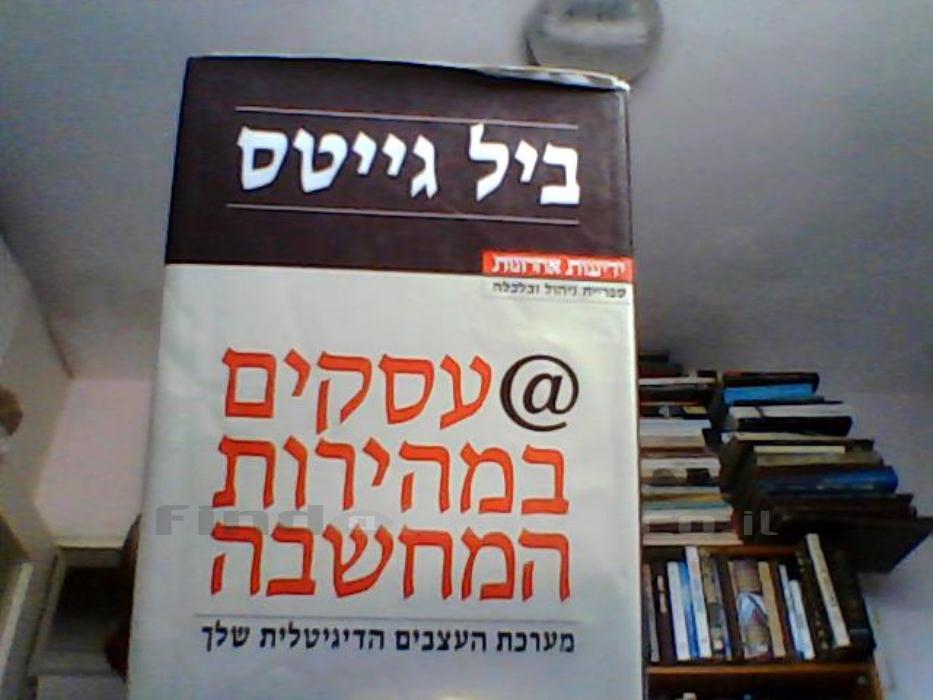 ביל גייטס
ידיעות אחרונות
ספריית ניהול וכלכלה
@עסקים
במהירות
המחשבה
מערכת העצבים הדיגיטלית שלך